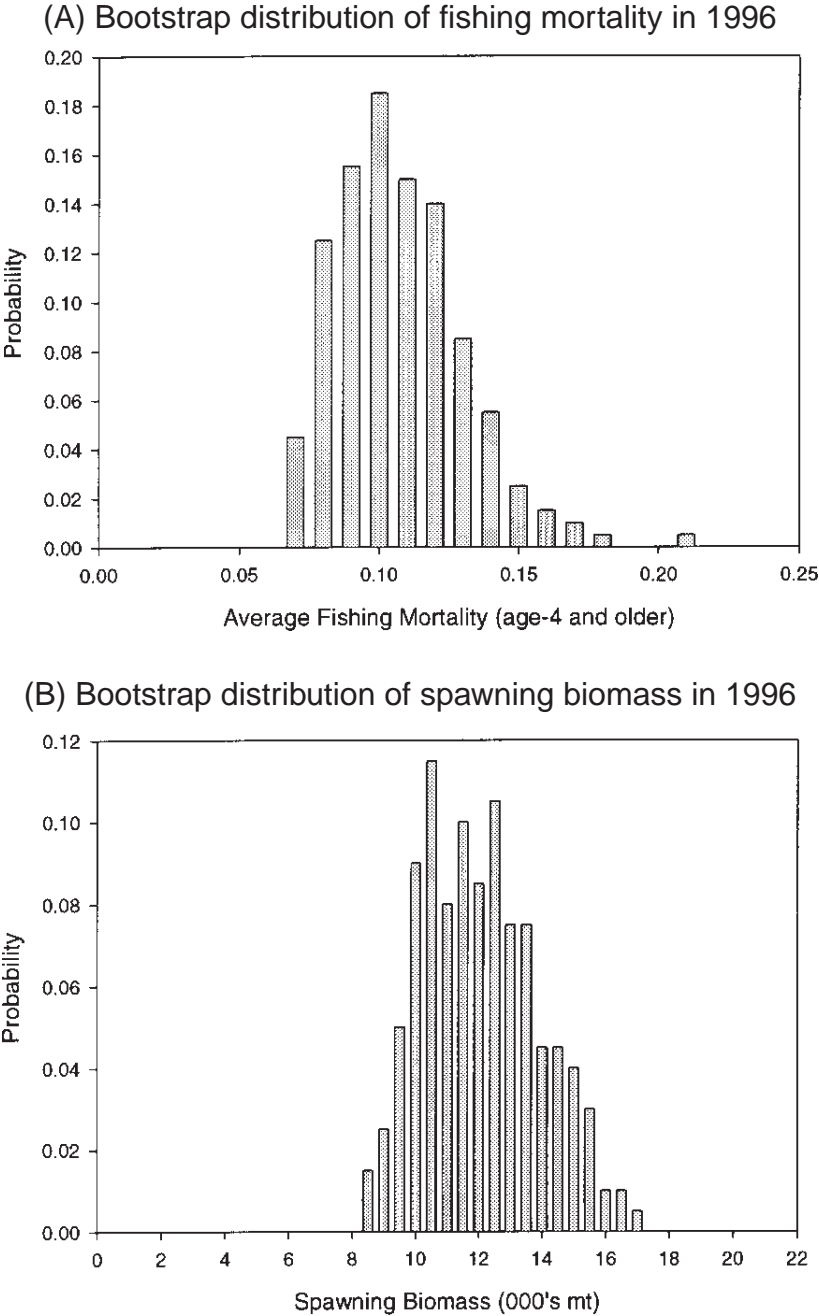 (A) Bootstrap distribution of fishing mortality in 1996
0.20
0.18
0.16
0.14
0.12
0.10
0.08
0.06
0.04
0.02
0.00
Probability
0.00 0.05 0.10 0.15 0.20 0.25
Average Fishing Mortality (age-4 and older)
(B) Bootstrap distribution of spawning biomass in 1996
0.12
0.10
0.08
0.06
0.04
0.02
0.00
Probability
0 2 4 6 8 10 12 14 16 18 20 22
Spawning Biomass (000's mt)